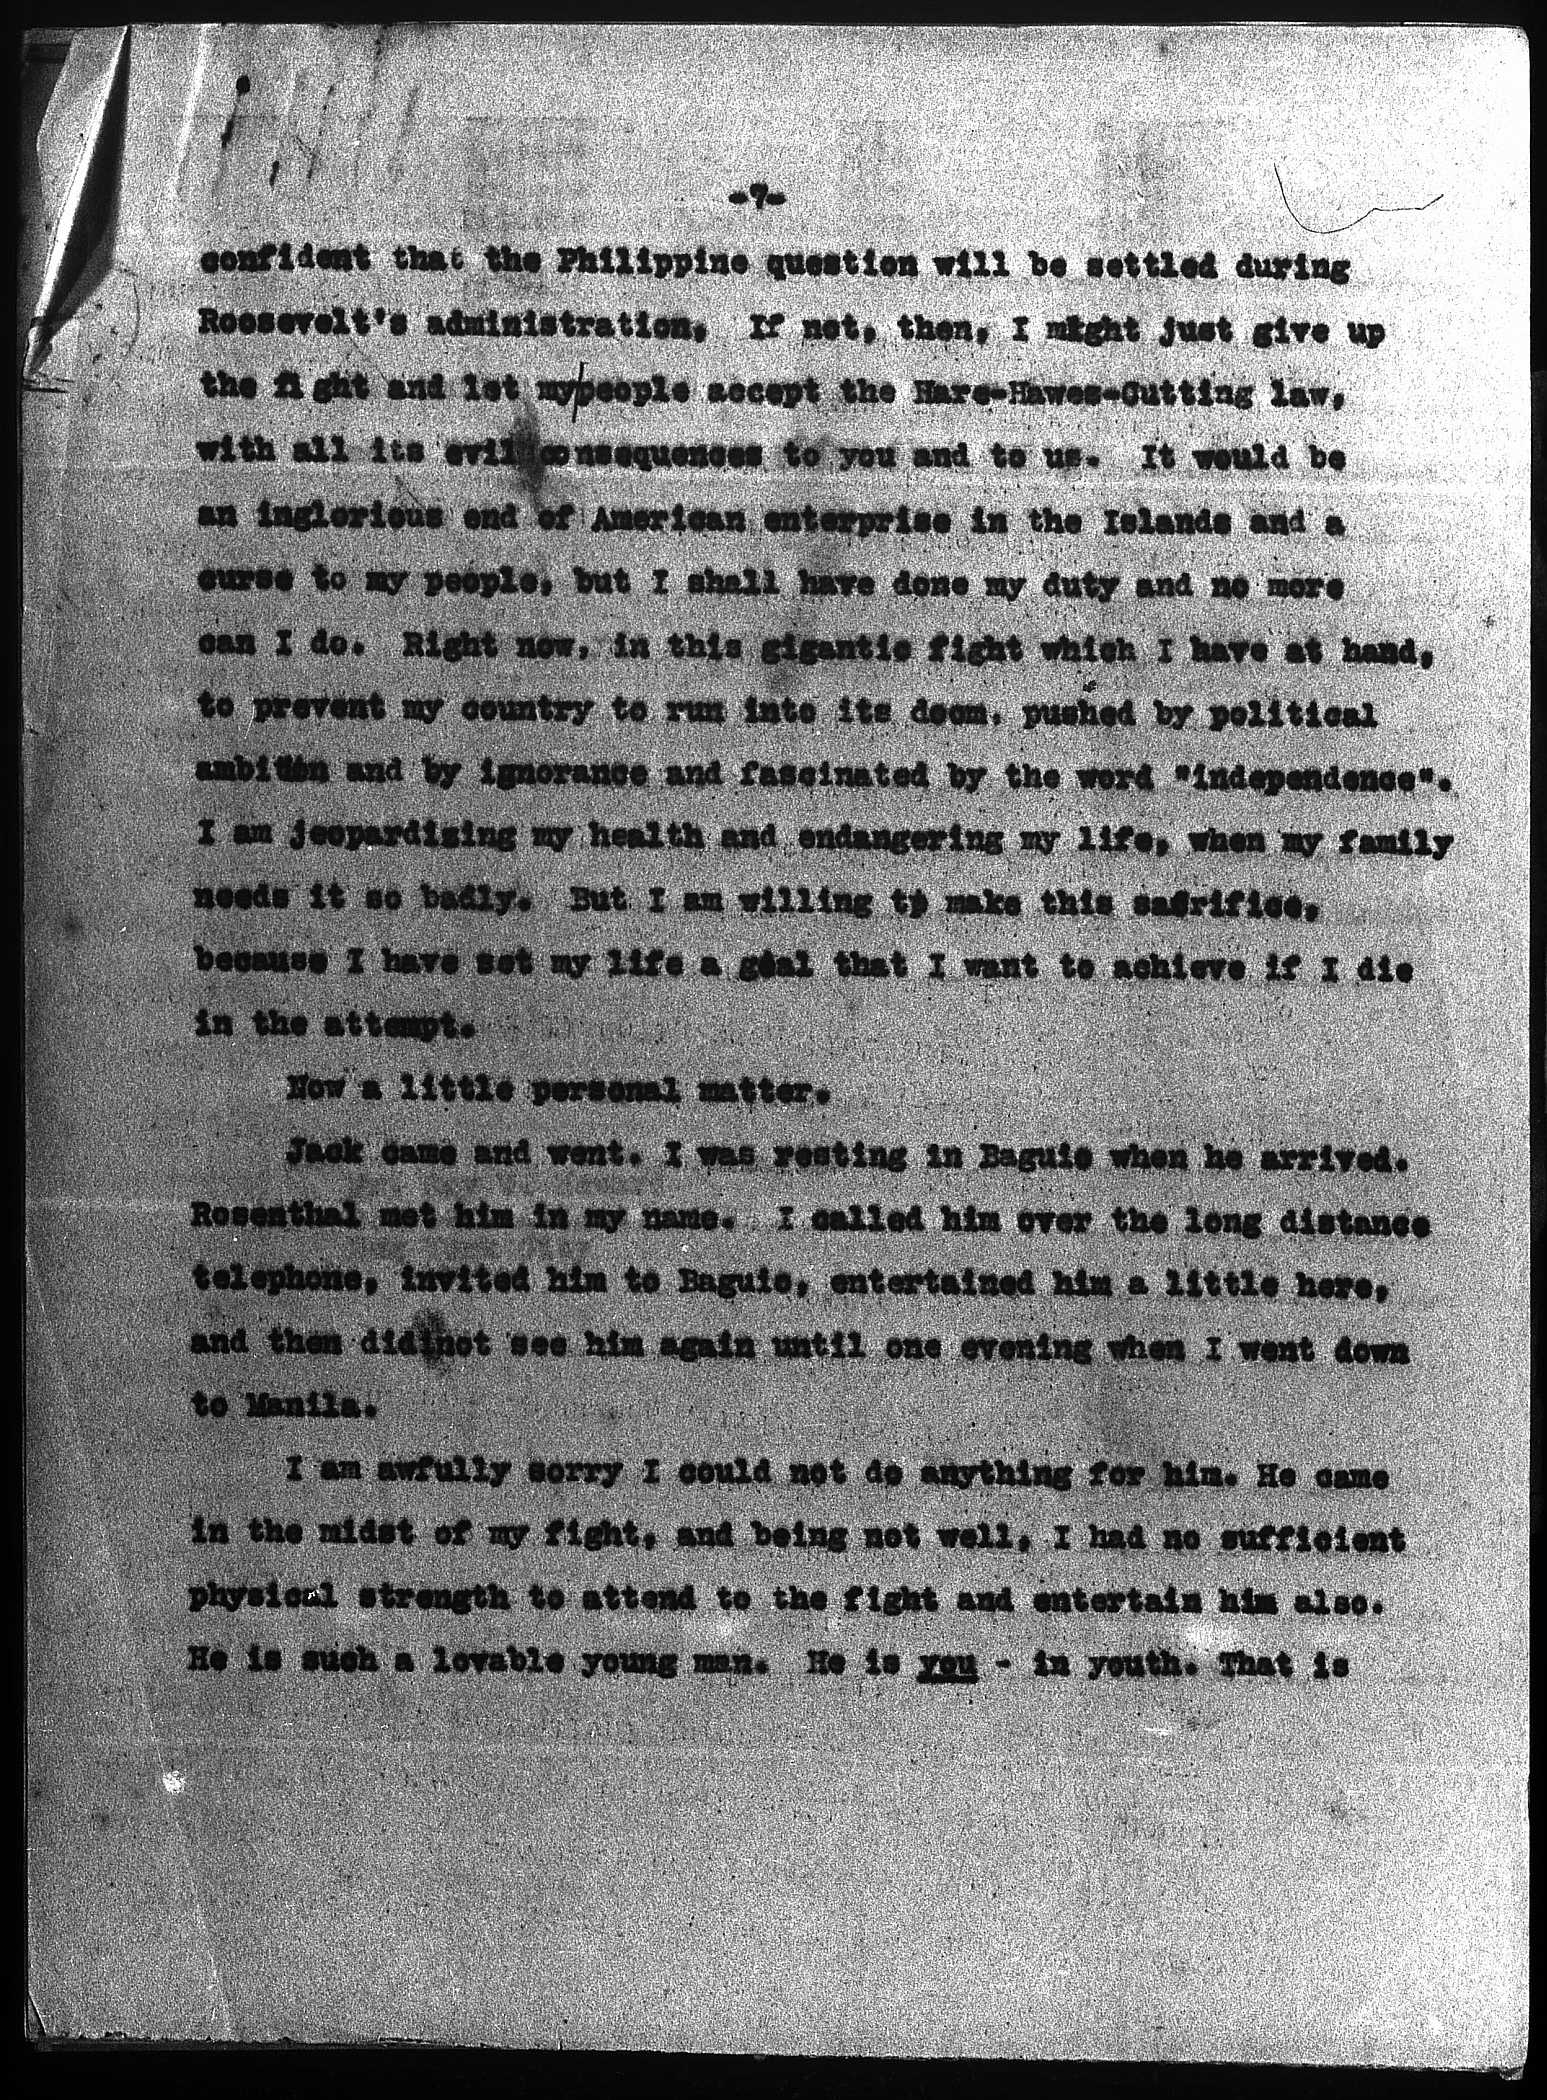 -7-
confident that the Philippine question will be settled during
Roosevelt's administration. If not, then, I might just give up
the fight and let my/people accept the Hare-Hawes-Cutting law,
with all its evil consequences to you and to us. It would be
an inglorious end of American enterprise in the Islands and a
curse to my people, but I shall have done my duty and no more
can I do. Right now, in this gigantic fight which I have at hand,
to prevent my country to run into its doom, pushed by political
ambition and by ignorance and fascinated by the word "independence".
I am jeopardizing my health and endangering my life, when my family
needs it so badly. But I am willing to make this sacrifice,
because I have set my life a goal that I want to achieve if I die
in the attempt.
Now a little personal matter.
Jack came and went. I was resting in Baguio when he arrived.
Rosenthal met him in my name. I called him over the long distance
telephone, invited him to Baguio, entertained him a little here,
and then did not see him again until one evening when I went down
to Manila.
I am awfully sorry I could not do anything for him. He came
in the midst of my fight, and being not well, I had no sufficient
physical strength to attend to the fight and entertain him also.
He is such a lovable young man. He is you - in youth. That is